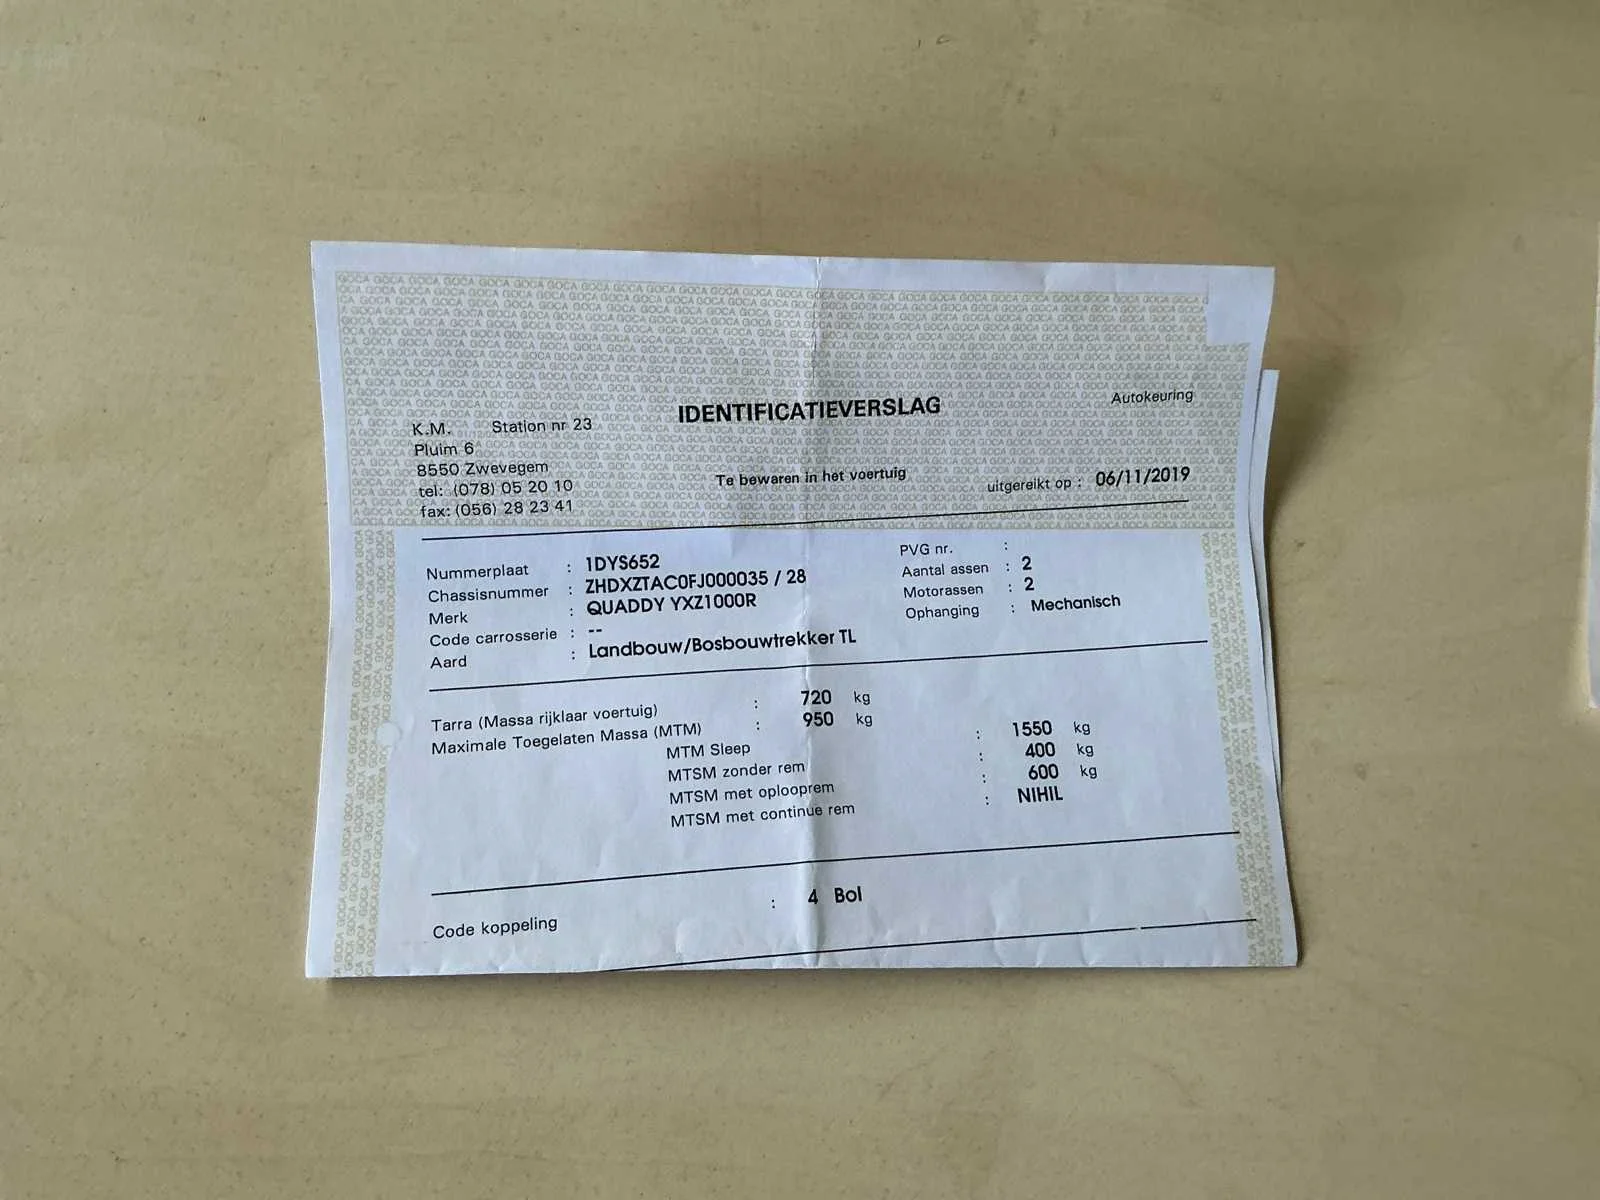 IDENTIFICATIEVERSLAG
Autokeuring
K.M. Station nr 23
Pluim 6
8550 Zwevegem
tel: (078) 05 20 10
fax: (056) 28 23 41
Te bewaren in het voertuig
uitgereikt op : 06/11/2019
Nummerplaat : 1DYS652
Chassisnummer : ZHDXZTAC0FJ000035 / 28
Merk : QUADDY YXZ1000R
Code carrosserie : --
Aard : Landbouw/Bosbouwtrekker TL
PVG nr. :
Aantal assen : 2
Motorassen : 2
Ophanging : Mechanisch
Tarra (Massa rijklaar voertuig) : 720 kg
Maximale Toegelaten Massa (MTM) : 950 kg
MTM Sleep : 1550 kg
MTSM zonder rem : 400 kg
MTSM met oplooprem : 600 kg
MTSM met continue rem : NIHIL
Code koppeling : 4 Bol